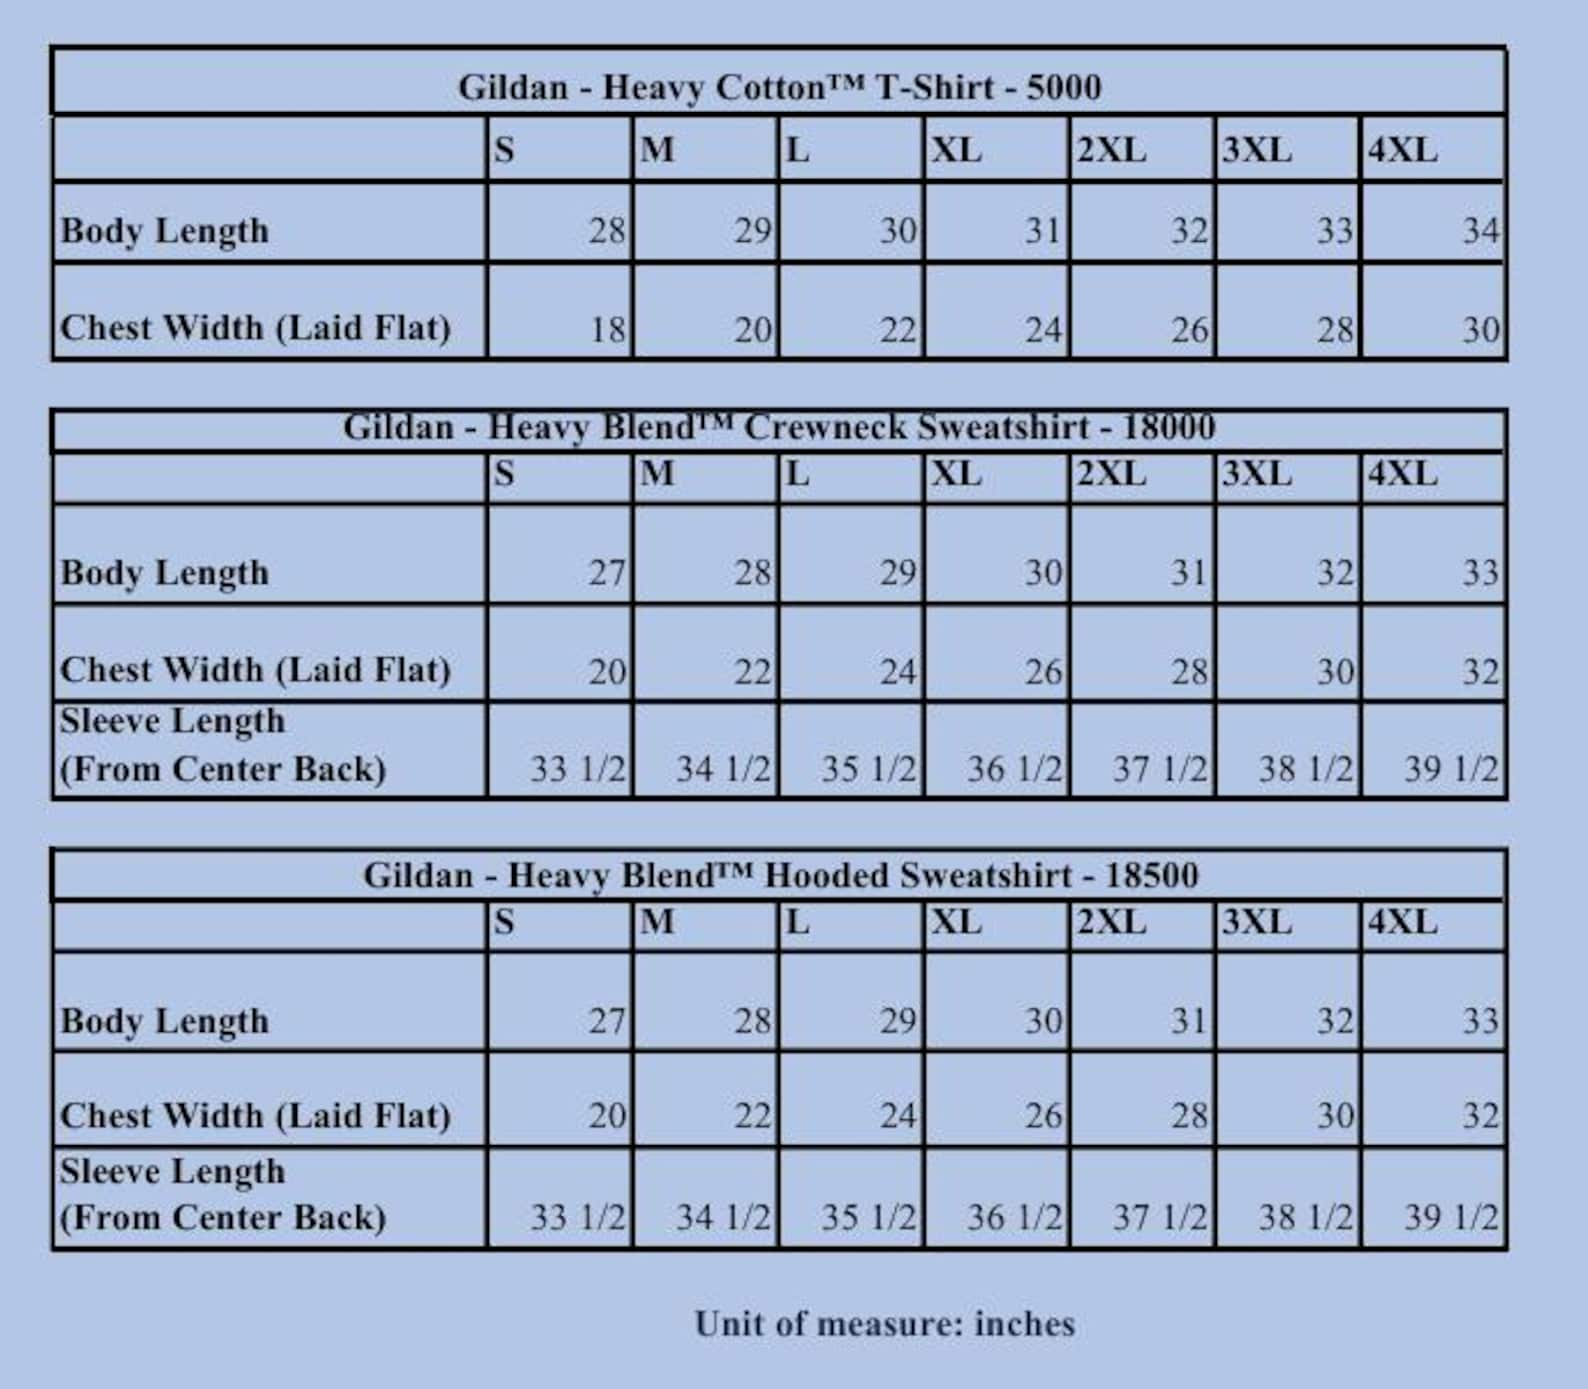 Gildan - Heavy Cotton™ T-Shirt - 5000
S M L XL 2XL 3XL 4XL
Body Length 28 29 30 31 32 33 34
Chest Width (Laid Flat) 18 20 22 24 26 28 30
Gildan - Heavy Blend™ Crewneck Sweatshirt - 18000
S M L XL 2XL 3XL 4XL
Body Length 27 28 29 30 31 32 33
Chest Width (Laid Flat) 20 22 24 26 28 30 32
Sleeve Length
(From Center Back) 33 1/2 34 1/2 35 1/2 36 1/2 37 1/2 38 1/2 39 1/2
Gildan - Heavy Blend™ Hooded Sweatshirt - 18500
S M L XL 2XL 3XL 4XL
Body Length 27 28 29 30 31 32 33
Chest Width (Laid Flat) 20 22 24 26 28 30 32
Sleeve Length
(From Center Back) 33 1/2 34 1/2 35 1/2 36 1/2 37 1/2 38 1/2 39 1/2
Unit of measure: inches